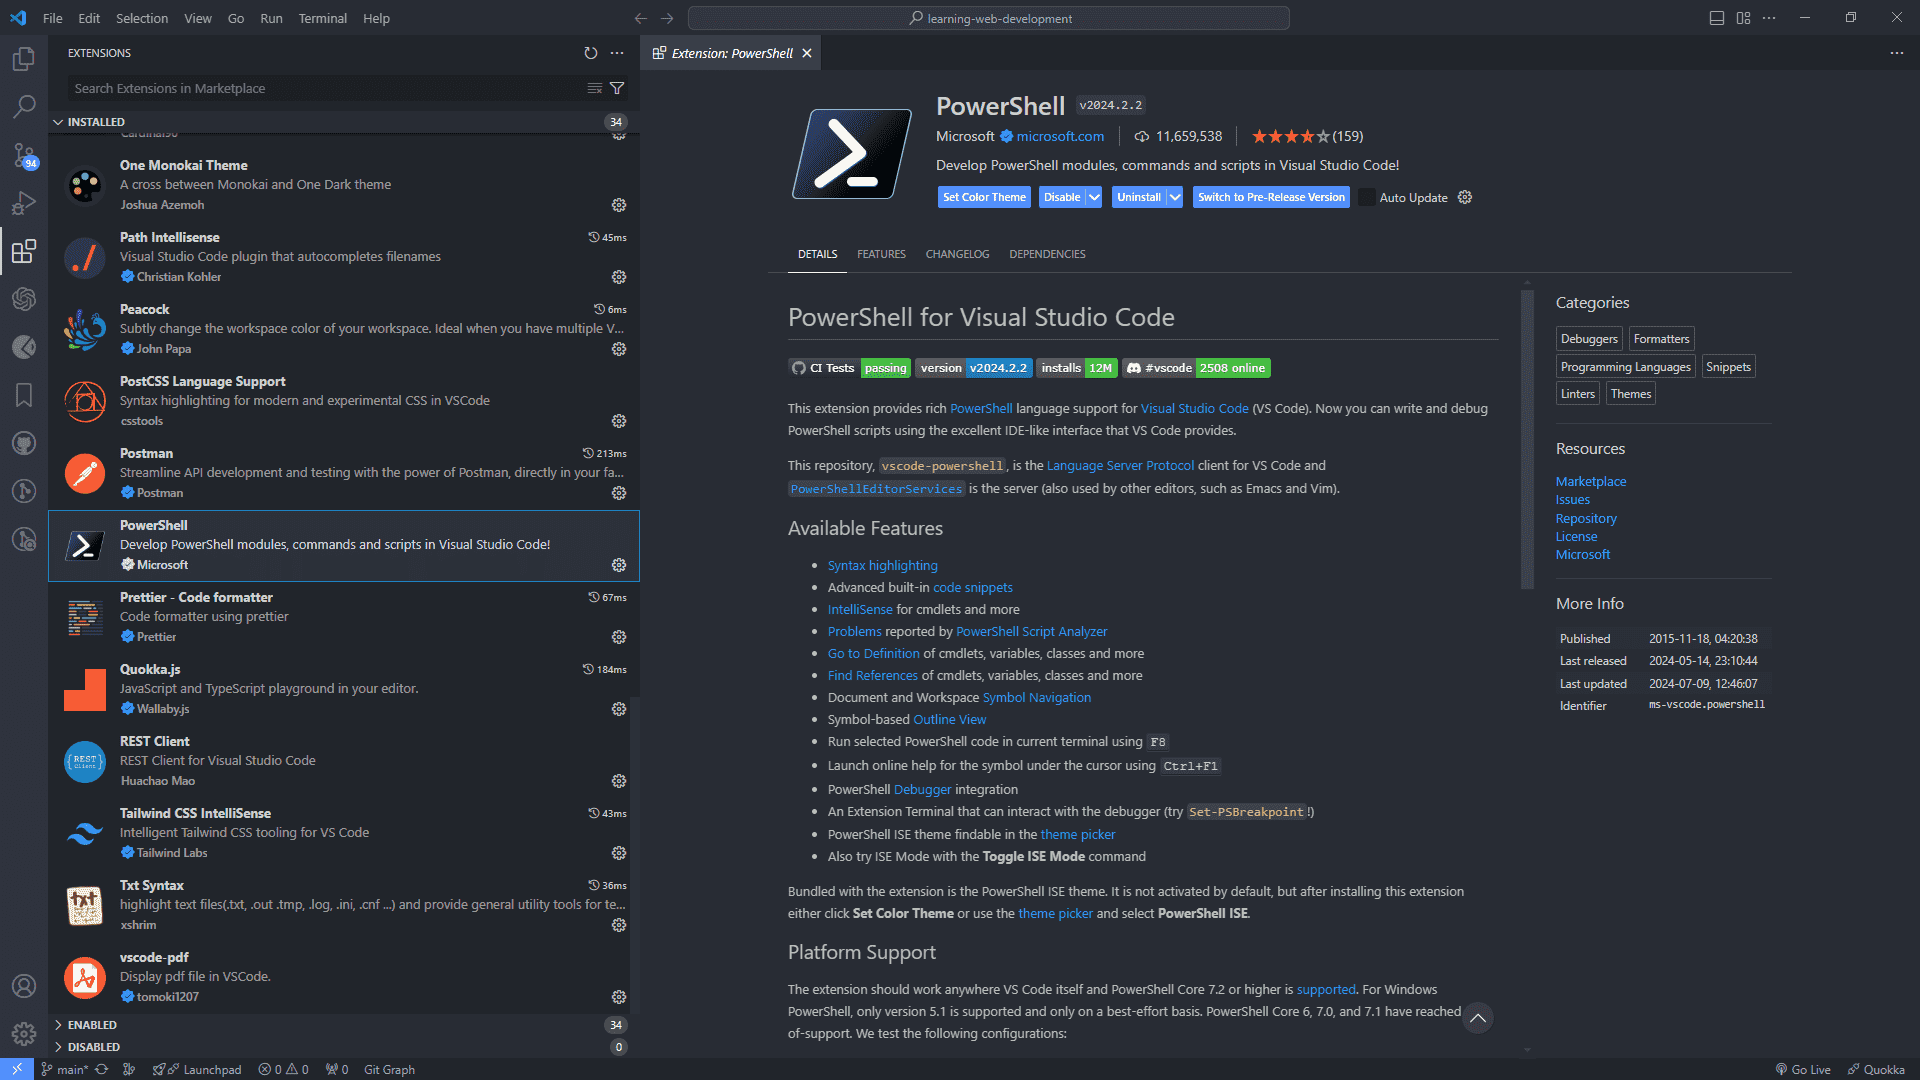 File Edit Selection View Go Run Terminal Help
learning-web-development
EXTENSIONS
Search Extensions in Marketplace
INSTALLED 34
Cardinal90
One Monokai Theme
A cross between Monokai and One Dark theme
Joshua Azemoh
Path Intellisense 45ms
Visual Studio Code plugin that autocompletes filenames
Christian Kohler
Peacock 6ms
Subtly change the workspace color of your workspace. Ideal when you have multiple V...
John Papa
PostCSS Language Support
Syntax highlighting for modern and experimental CSS in VSCode
csstools
Postman 213ms
Streamline API development and testing with the power of Postman, directly in your fa...
Postman
PowerShell
Develop PowerShell modules, commands and scripts in Visual Studio Code!
Microsoft
Prettier - Code formatter 67ms
Code formatter using prettier
Prettier
Quokka.js 184ms
JavaScript and TypeScript playground in your editor.
Wallaby.js
REST Client
REST Client for Visual Studio Code
Huachao Mao
Tailwind CSS IntelliSense 43ms
Intelligent Tailwind CSS tooling for VS Code
Tailwind Labs
Txt Syntax 36ms
highlight text files(.txt, .out .tmp, .log, .ini, .cnf ...) and provide general utility tools for te...
xshrim
vscode-pdf
Display pdf file in VSCode.
tomoki1207
ENABLED 34
DISABLED 0
94
{REST}
Client
txt
Extension: PowerShell
PowerShell v2024.2.2
Microsoft microsoft.com 11,659,538 (159)
Develop PowerShell modules, commands and scripts in Visual Studio Code!
Set Color Theme Disable Uninstall Switch to Pre-Release Version Auto Update
DETAILS FEATURES CHANGELOG DEPENDENCIES
PowerShell for Visual Studio Code
CI Tests passing version v2024.2.2 installs 12M #vscode 2508 online
This extension provides rich PowerShell language support for Visual Studio Code (VS Code). Now you can write and debug
PowerShell scripts using the excellent IDE-like interface that VS Code provides.
This repository, vscode-powershell, is the Language Server Protocol client for VS Code and
PowerShellEditorServices is the server (also used by other editors, such as Emacs and Vim).
Available Features
• Syntax highlighting
• Advanced built-in code snippets
• IntelliSense for cmdlets and more
• Problems reported by PowerShell Script Analyzer
• Go to Definition of cmdlets, variables, classes and more
• Find References of cmdlets, variables, classes and more
• Document and Workspace Symbol Navigation
• Symbol-based Outline View
• Run selected PowerShell code in current terminal using F8
• Launch online help for the symbol under the cursor using Ctrl+F1
• PowerShell Debugger integration
• An Extension Terminal that can interact with the debugger (try Set-PSBreakpoint!)
• PowerShell ISE theme findable in the theme picker
• Also try ISE Mode with the Toggle ISE Mode command
Bundled with the extension is the PowerShell ISE theme. It is not activated by default, but after installing this extension
either click Set Color Theme or use the theme picker and select PowerShell ISE.
Platform Support
The extension should work anywhere VS Code itself and PowerShell Core 7.2 or higher is supported. For Windows
PowerShell, only version 5.1 is supported and only on a best-effort basis. PowerShell Core 6, 7.0, and 7.1 have reached
of-support. We test the following configurations:
Categories
Debuggers Formatters
Programming Languages Snippets
Linters Themes
Resources
Marketplace
Issues
Repository
License
Microsoft
More Info
Published 2015-11-18, 04:20:38
Last released 2024-05-14, 23:10:44
Last updated 2024-07-09, 12:46:07
Identifier ms-vscode.powershell
main* Launchpad 0 0 0 Git Graph Go Live Quokka